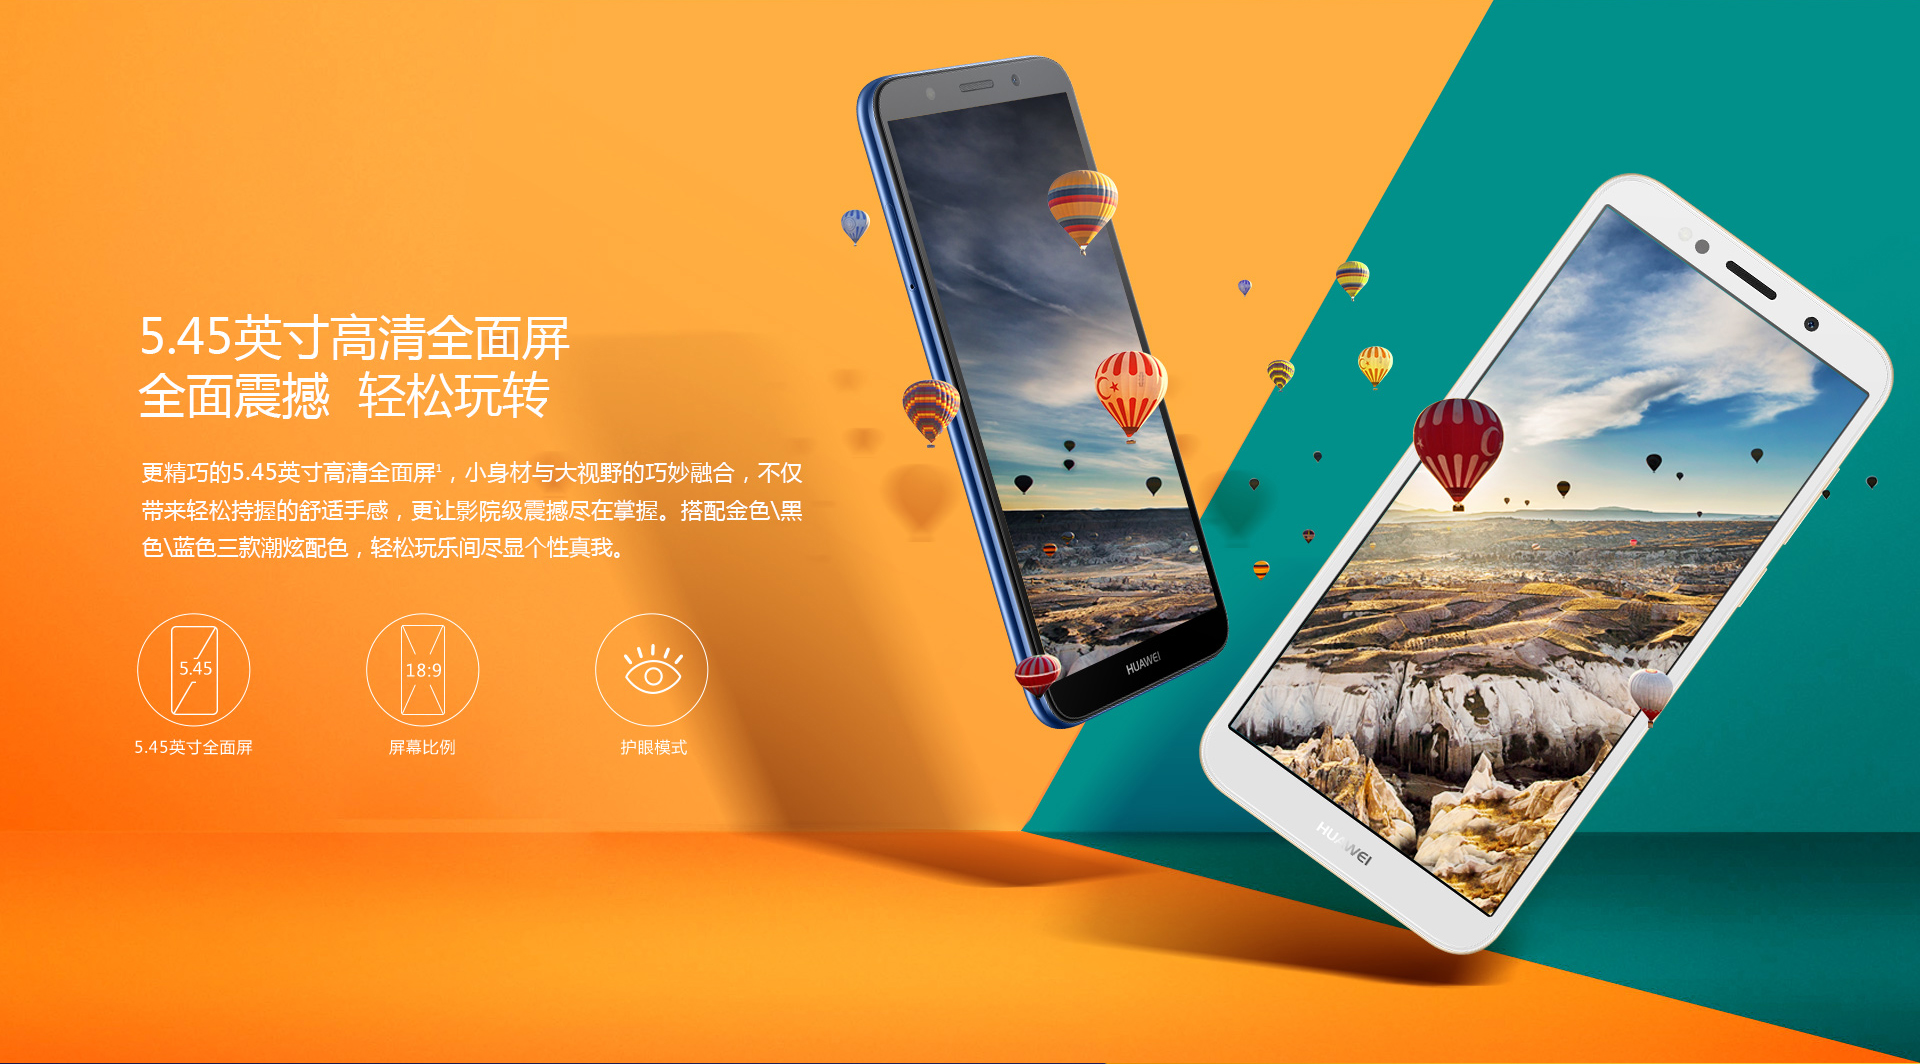 5.45英寸高清全面屏
全面震撼 轻松玩转
更精巧的5.45英寸高清全面屏¹，小身材与大视野的巧妙融合，不仅
带来轻松持握的舒适手感，更让影院级震撼尽在掌握。搭配金色\黑
色\蓝色三款潮炫配色，轻松玩乐间尽显个性真我。
5.45
18:9
5.45英寸全面屏
屏幕比例
护眼模式
HUAWEI
HUAWEI